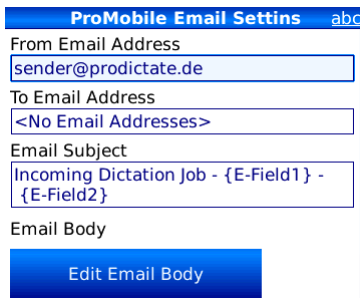 ProMobile Email Settins abc
From Email Address
sender@prodictate.de
To Email Address
<No Email Addresses>
Email Subject
Incoming Dictation Job - {E-Field1} -
{E-Field2}
Email Body
Edit Email Body